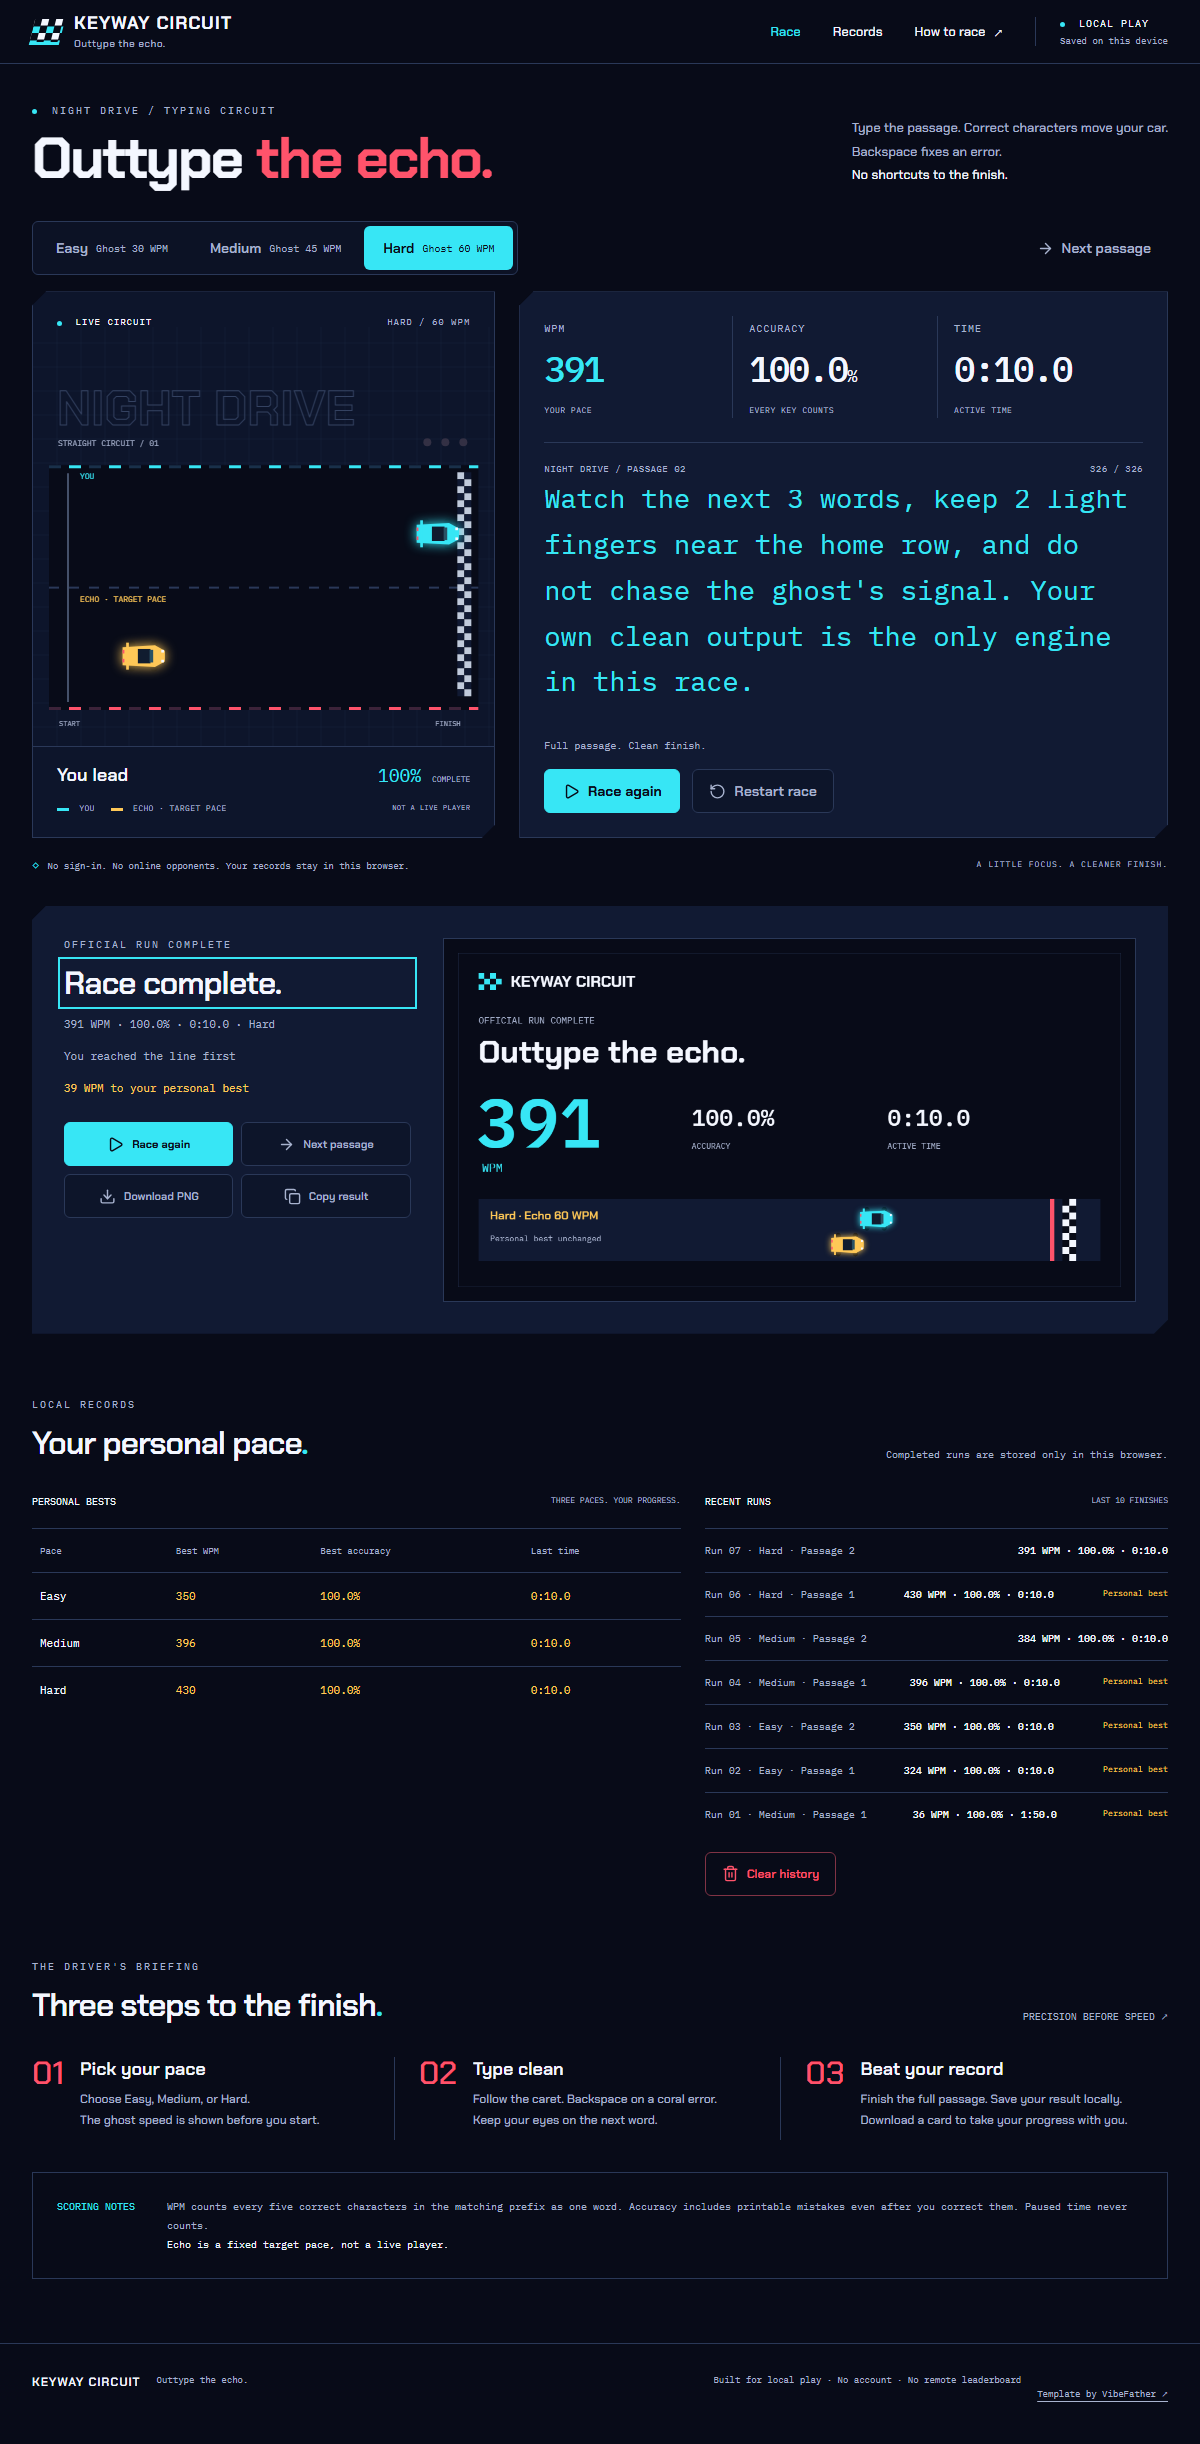 KEYWAY CIRCUIT
Outtype the echo.
Race
Records
How to race ↗
LOCAL PLAY
Saved on this device
NIGHT DRIVE / TYPING CIRCUIT
Outtype the echo.
Type the passage. Correct characters move your car.
Backspace fixes an error.
No shortcuts to the finish.
Easy Ghost 30 WPM
Medium Ghost 45 WPM
Hard Ghost 60 WPM
Next passage
LIVE CIRCUIT
HARD / 60 WPM
NIGHT DRIVE
STRAIGHT CIRCUIT / 01
YOU
ECHO · TARGET PACE
START
FINISH
You lead
100% COMPLETE
YOU
ECHO · TARGET PACE
NOT A LIVE PLAYER
WPM
391
YOUR PACE
ACCURACY
100.0%
EVERY KEY COUNTS
TIME
0:10.0
ACTIVE TIME
NIGHT DRIVE / PASSAGE 02
326 / 326
Watch the next 3 words, keep 2 light
fingers near the home row, and do
not chase the ghost's signal. Your
own clean output is the only engine
in this race.
Full passage. Clean finish.
Race again
Restart race
No sign-in. No online opponents. Your records stay in this browser.
A LITTLE FOCUS. A CLEANER FINISH.
OFFICIAL RUN COMPLETE
Race complete.
391 WPM · 100.0% · 0:10.0 · Hard
You reached the line first
39 WPM to your personal best
Race again
Next passage
Download PNG
Copy result
KEYWAY CIRCUIT
OFFICIAL RUN COMPLETE
Outtype the echo.
391
WPM
100.0%
ACCURACY
0:10.0
ACTIVE TIME
Hard · Echo 60 WPM
Personal best unchanged
LOCAL RECORDS
Your personal pace.
Completed runs are stored only in this browser.
PERSONAL BESTS
THREE PACES. YOUR PROGRESS.
Pace Best WPM Best accuracy Last time
Easy 350 100.0% 0:10.0
Medium 396 100.0% 0:10.0
Hard 430 100.0% 0:10.0
RECENT RUNS
LAST 10 FINISHES
Run 07 · Hard · Passage 2 391 WPM · 100.0% · 0:10.0
Run 06 · Hard · Passage 1 430 WPM · 100.0% · 0:10.0 Personal best
Run 05 · Medium · Passage 2 384 WPM · 100.0% · 0:10.0
Run 04 · Medium · Passage 1 396 WPM · 100.0% · 0:10.0 Personal best
Run 03 · Easy · Passage 2 350 WPM · 100.0% · 0:10.0 Personal best
Run 02 · Easy · Passage 1 324 WPM · 100.0% · 0:10.0 Personal best
Run 01 · Medium · Passage 1 36 WPM · 100.0% · 1:50.0 Personal best
Clear history
THE DRIVER'S BRIEFING
Three steps to the finish.
PRECISION BEFORE SPEED ↗
01
Pick your pace
Choose Easy, Medium, or Hard.
The ghost speed is shown before you start.
02
Type clean
Follow the caret. Backspace on a coral error.
Keep your eyes on the next word.
03
Beat your record
Finish the full passage. Save your result locally.
Download a card to take your progress with you.
SCORING NOTES
WPM counts every five correct characters in the matching prefix as one word. Accuracy includes printable mistakes even after you correct them. Paused time never
counts.
Echo is a fixed target pace, not a live player.
KEYWAY CIRCUIT
Outtype the echo.
Built for local play · No account · No remote leaderboard
Template by VibeFather ↗